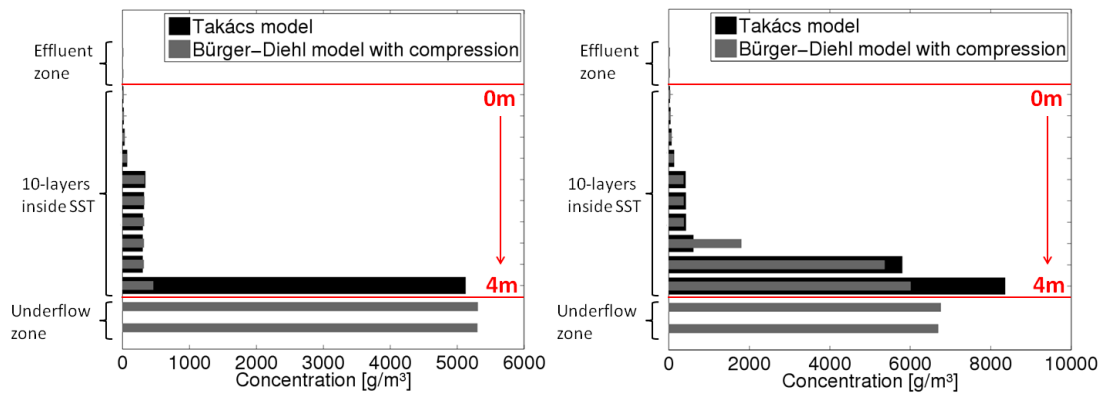 Takács model
Bürger−Diehl model with compression
Effluent
zone
0m
10-layers
inside SST
4m
Underflow
zone
0 1000 2000 3000 4000 5000 6000
Concentration [g/m³]
Takács model
Bürger−Diehl model with compression
Effluent
zone
0m
10-layers
inside SST
4m
Underflow
zone
0 2000 4000 6000 8000 10000
Concentration [g/m³]